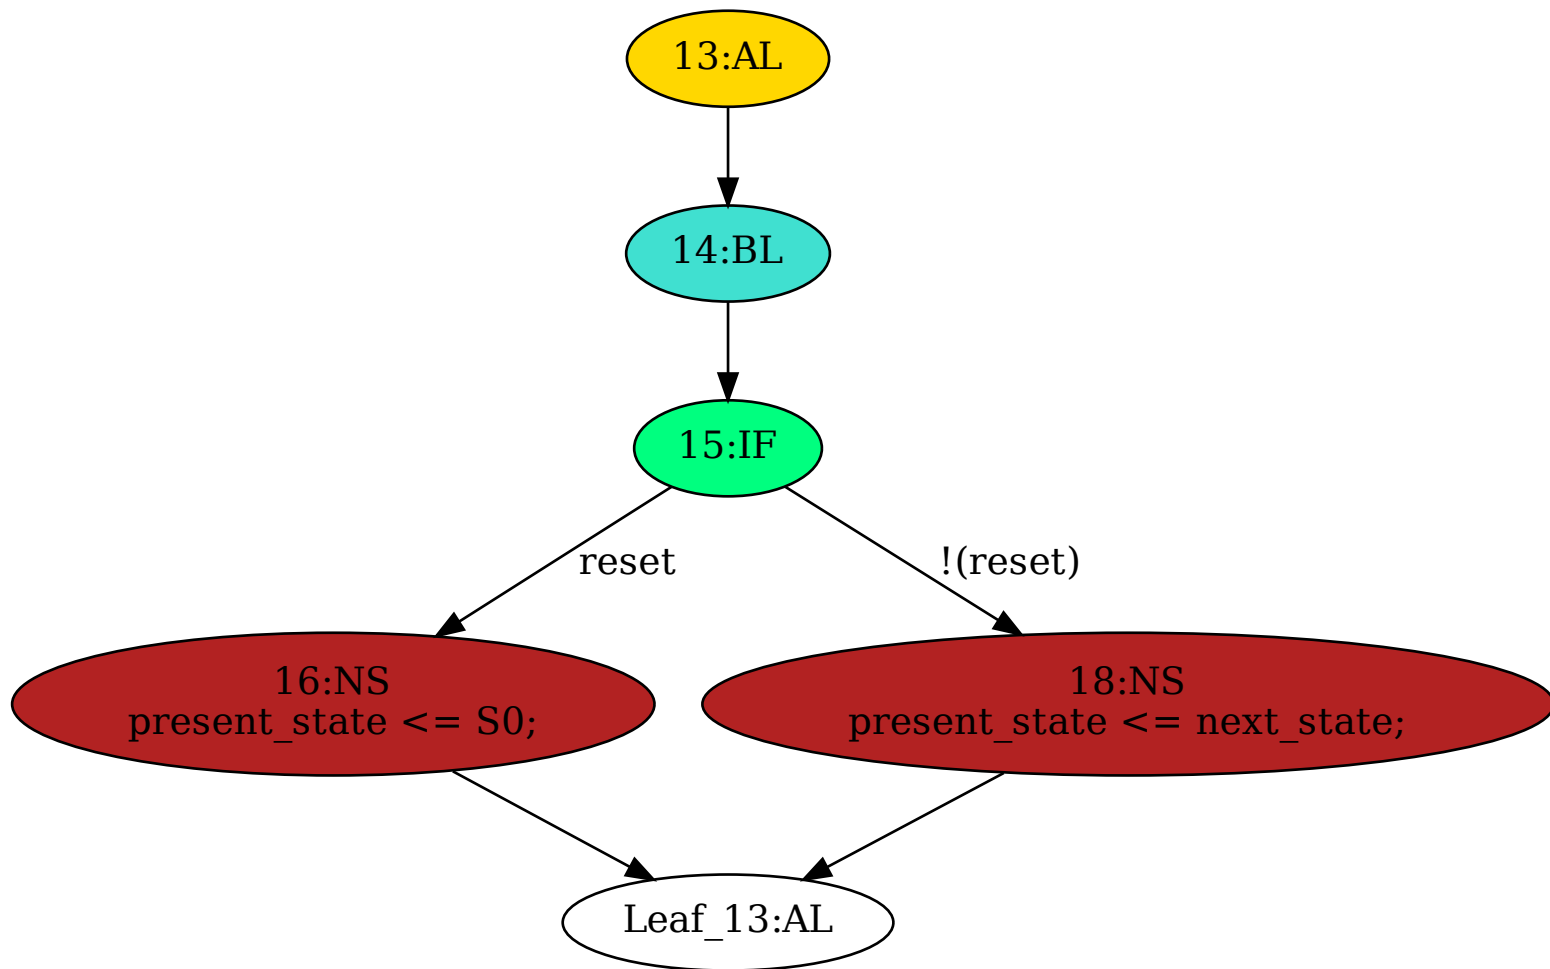 13:AL
14:BL
15:IF
reset
!(reset)
16:NS
present_state <= S0;
18:NS
present_state <= next_state;
Leaf_13:AL